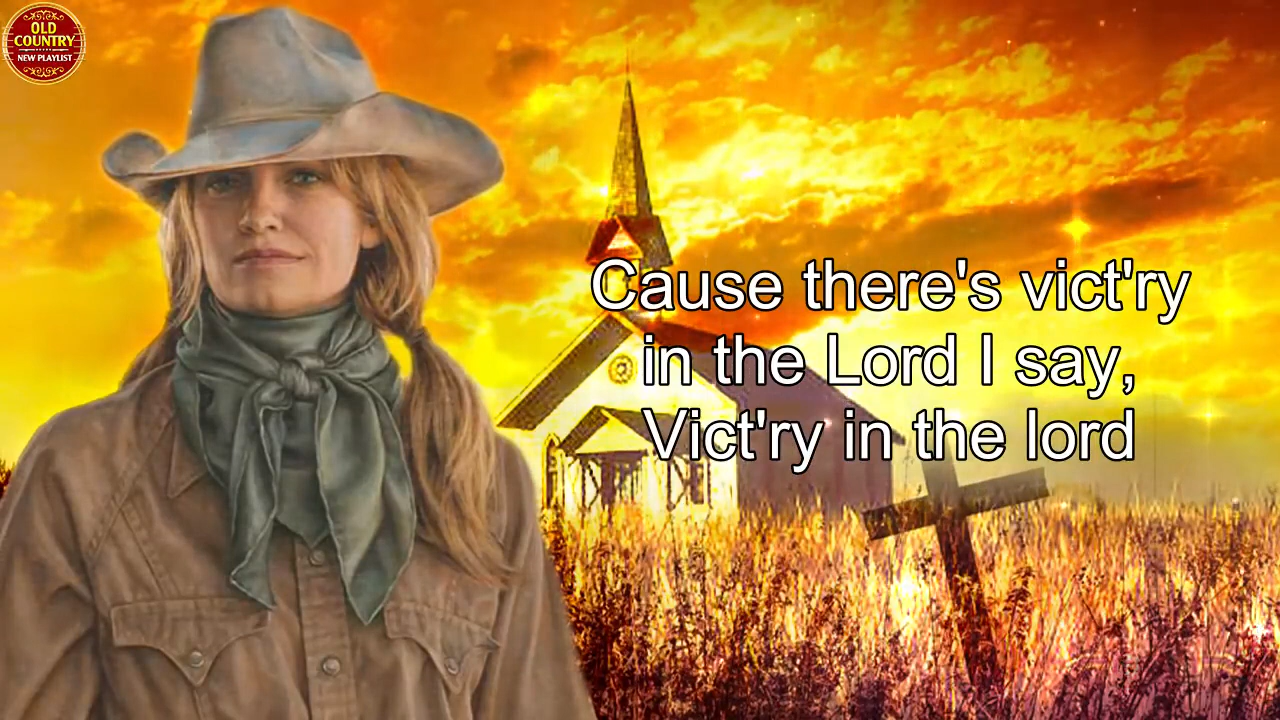 OLD
COUNTRY
NEW PLAYLIST
Cause there's vict'ry
in the Lord I say,
Vict'ry in the lord